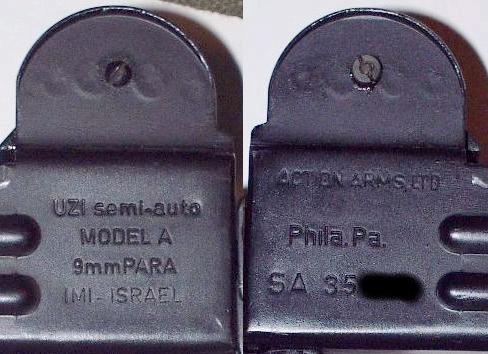 UZI semi-auto
MODEL A
9mmPARA
IMI-ISRAEL
ACTION ARMS, LTD
Phila. Pa.
SA 35